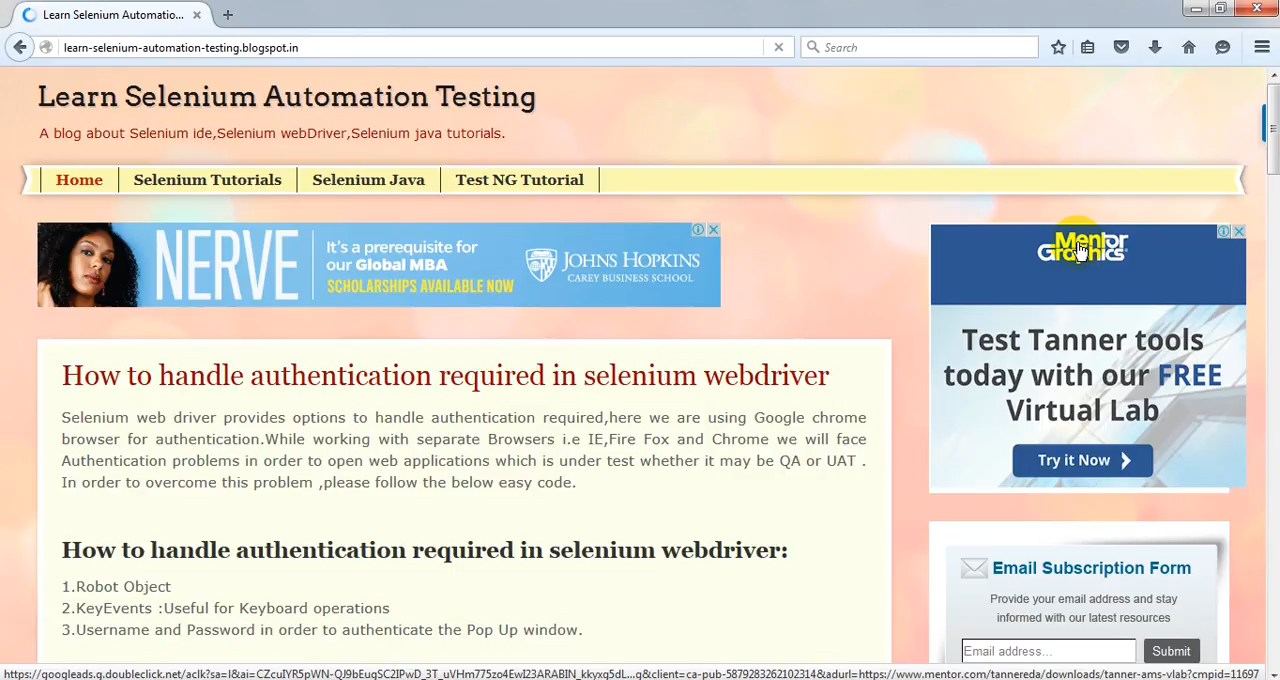 Learn Selenium Automatio...
learn-selenium-automation-testing.blogspot.in
Search
Learn Selenium Automation Testing
A blog about Selenium ide,Selenium webDriver,Selenium java tutorials.
Home
Selenium Tutorials
Selenium Java
Test NG Tutorial
NERVE
It's a prerequisite for
our Global MBA
SCHOLARSHIPS AVAILABLE NOW
JOHNS HOPKINS
CAREY BUSINESS SCHOOL
Mentor
Graphics
Test Tanner tools
today with our FREE
Virtual Lab
Try it Now
How to handle authentication required in selenium webdriver
Selenium web driver provides options to handle authentication required,here we are using Google chrome
browser for authentication.While working with separate Browsers i.e IE,Fire Fox and Chrome we will face
Authentication problems in order to open web applications which is under test whether it may be QA or UAT .
In order to overcome this problem ,please follow the below easy code.
How to handle authentication required in selenium webdriver:
1.Robot Object
2.KeyEvents :Useful for Keyboard operations
3.Username and Password in order to authenticate the Pop Up window.
Email Subscription Form
Provide your email address and stay
informed with our latest resources
Email address...
Submit
https://googleads.g.doubleclick.net/aclk?sa=l&ai=CZcuIYR5pWN-QJ9bEugSC2IPwD_3T_uVHm775zo4EwI23ARABIN_kkyxg5dL...g&client=ca-pub-5879283262102314&adurl=https://www.mentor.com/tannereda/downloads/tanner-ams-vlab?cmpid=11697